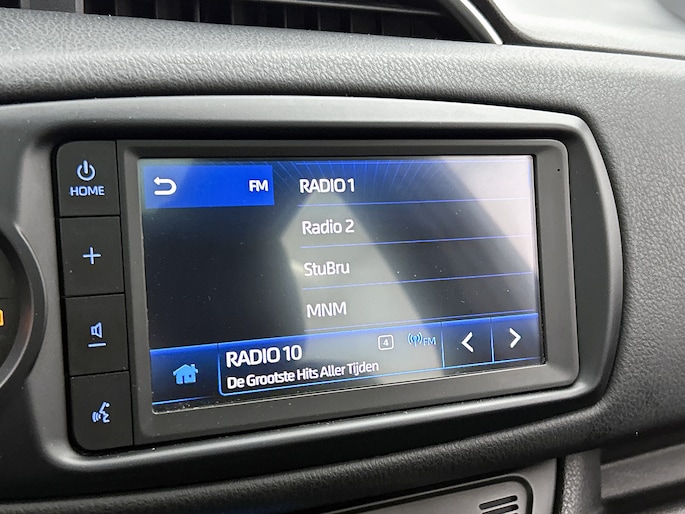 HOME
FM
RADIO 1
Radio 2
StuBru
MNM
RADIO 10
4
FM
De Grootste Hits Aller Tijden